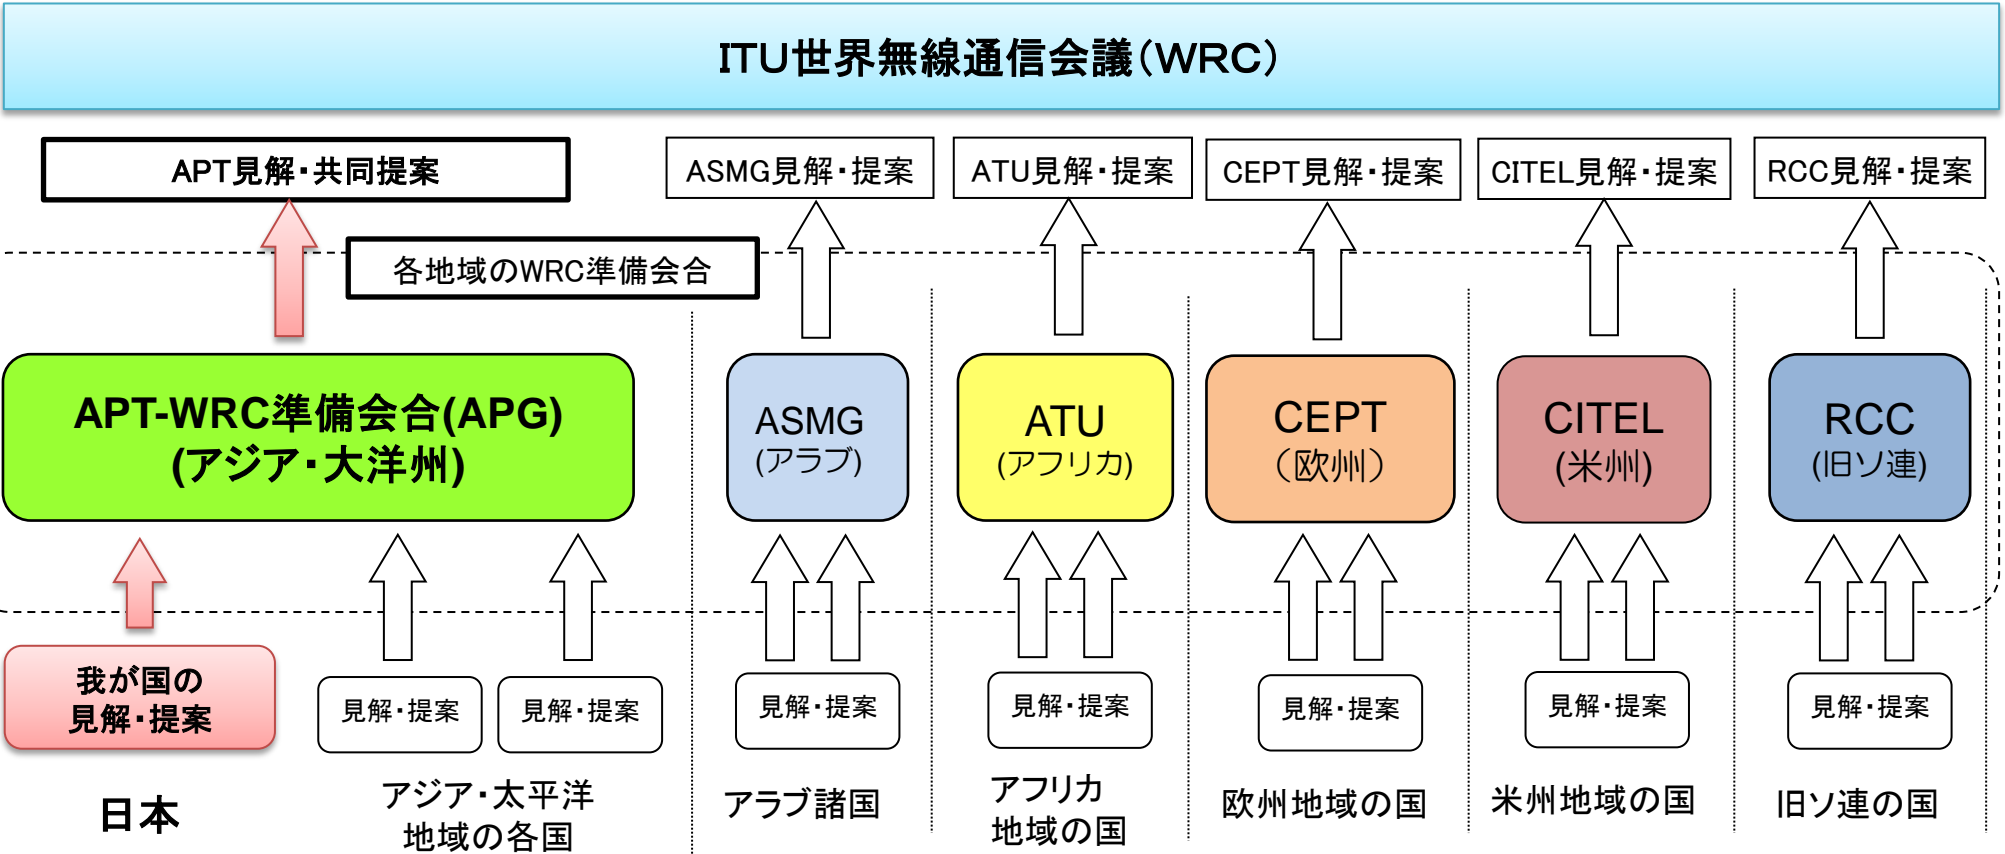 ITU世界無線通信会議(WRC)
APT見解・共同提案
ASMG見解・提案
ATU見解・提案
CEPT見解・提案
CITEL見解・提案
RCC見解・提案
各地域のWRC準備会合
APT-WRC準備会合(APG)
(アジア・大洋州)
ASMG
(アラブ)
ATU
(アフリカ)
CEPT
(欧州)
CITEL
(米州)
RCC
(旧ソ連)
我が国の
見解・提案
見解・提案
見解・提案
見解・提案
見解・提案
見解・提案
見解・提案
見解・提案
日本
アジア・太平洋
地域の各国
アラブ諸国
アフリカ
地域の国
欧州地域の国
米州地域の国
旧ソ連の国